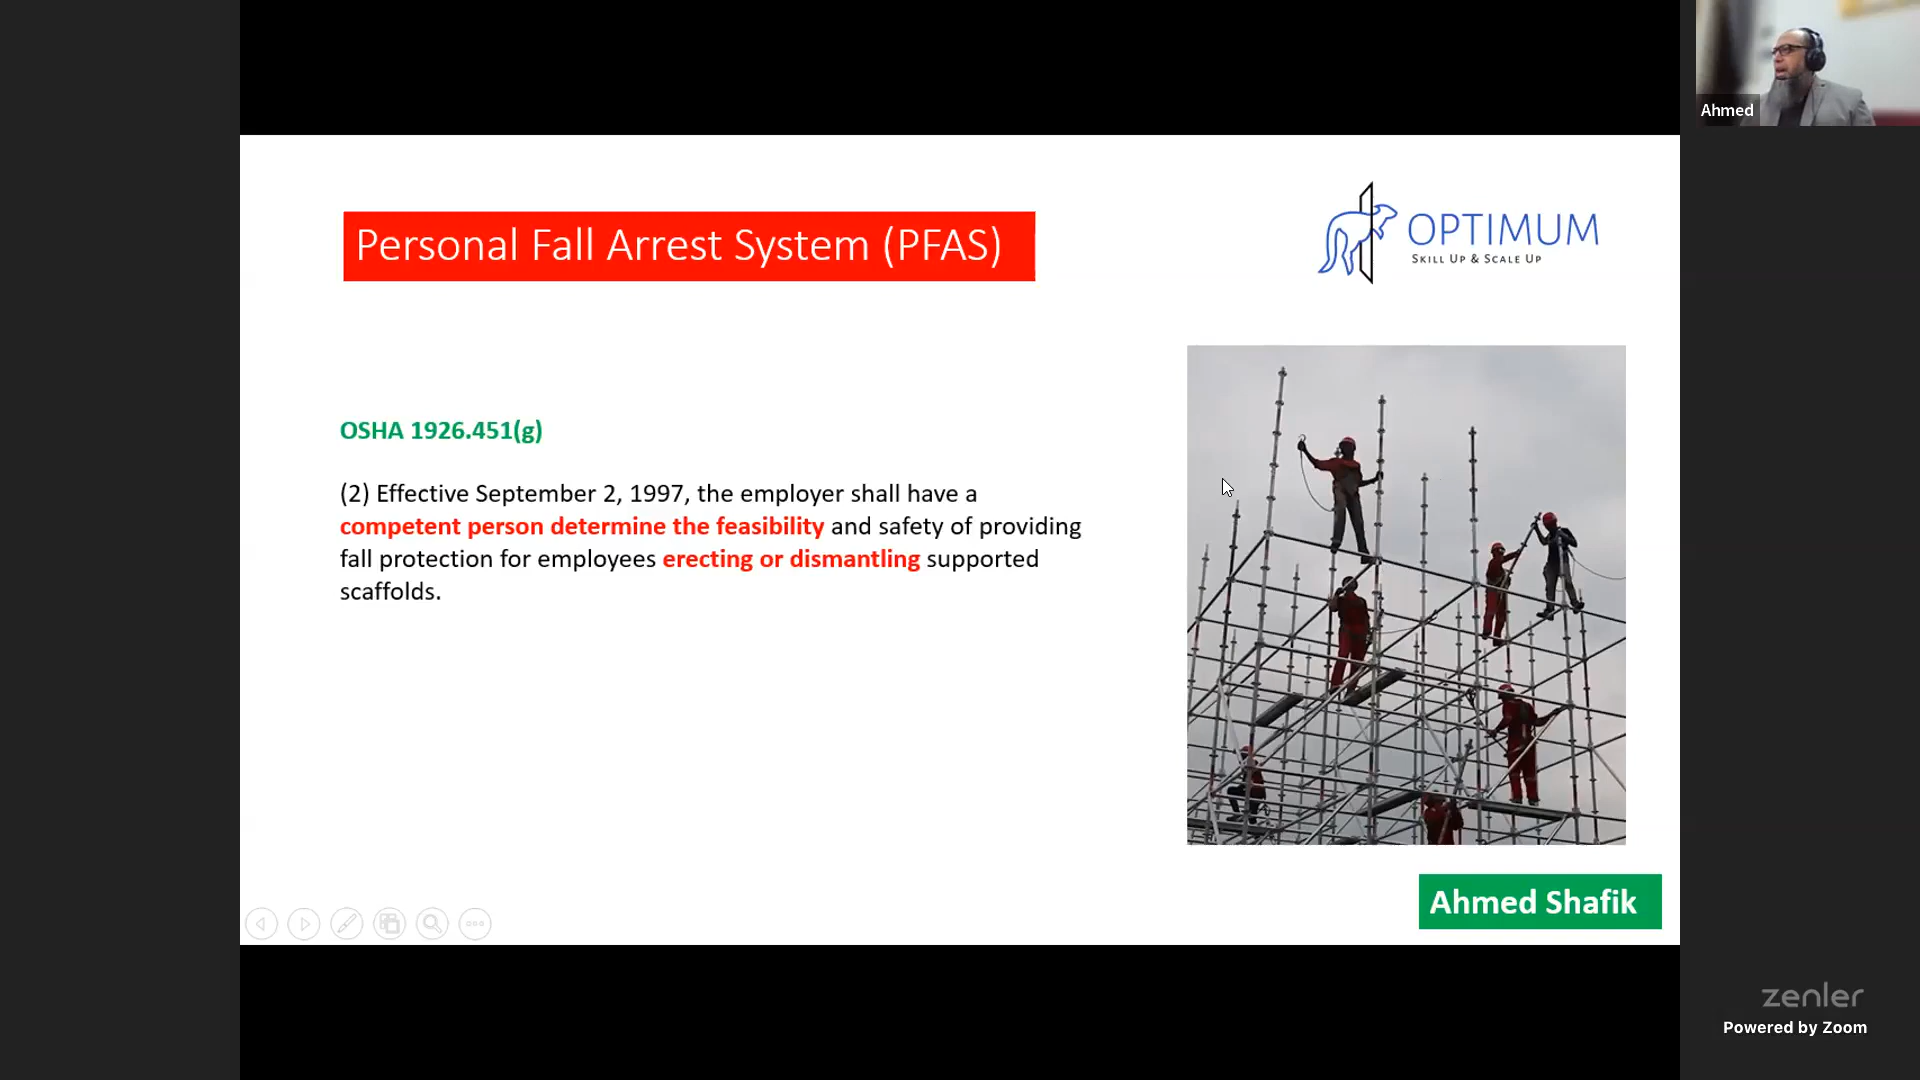 Ahmed
Personal Fall Arrest System (PFAS)
OPTIMUM
SKILL UP & SCALE UP
OSHA 1926.451(g)
(2) Effective September 2, 1997, the employer shall have a
competent person determine the feasibility and safety of providing
fall protection for employees erecting or dismantling supported
scaffolds.
Ahmed Shafik
zenler
Powered by Zoom